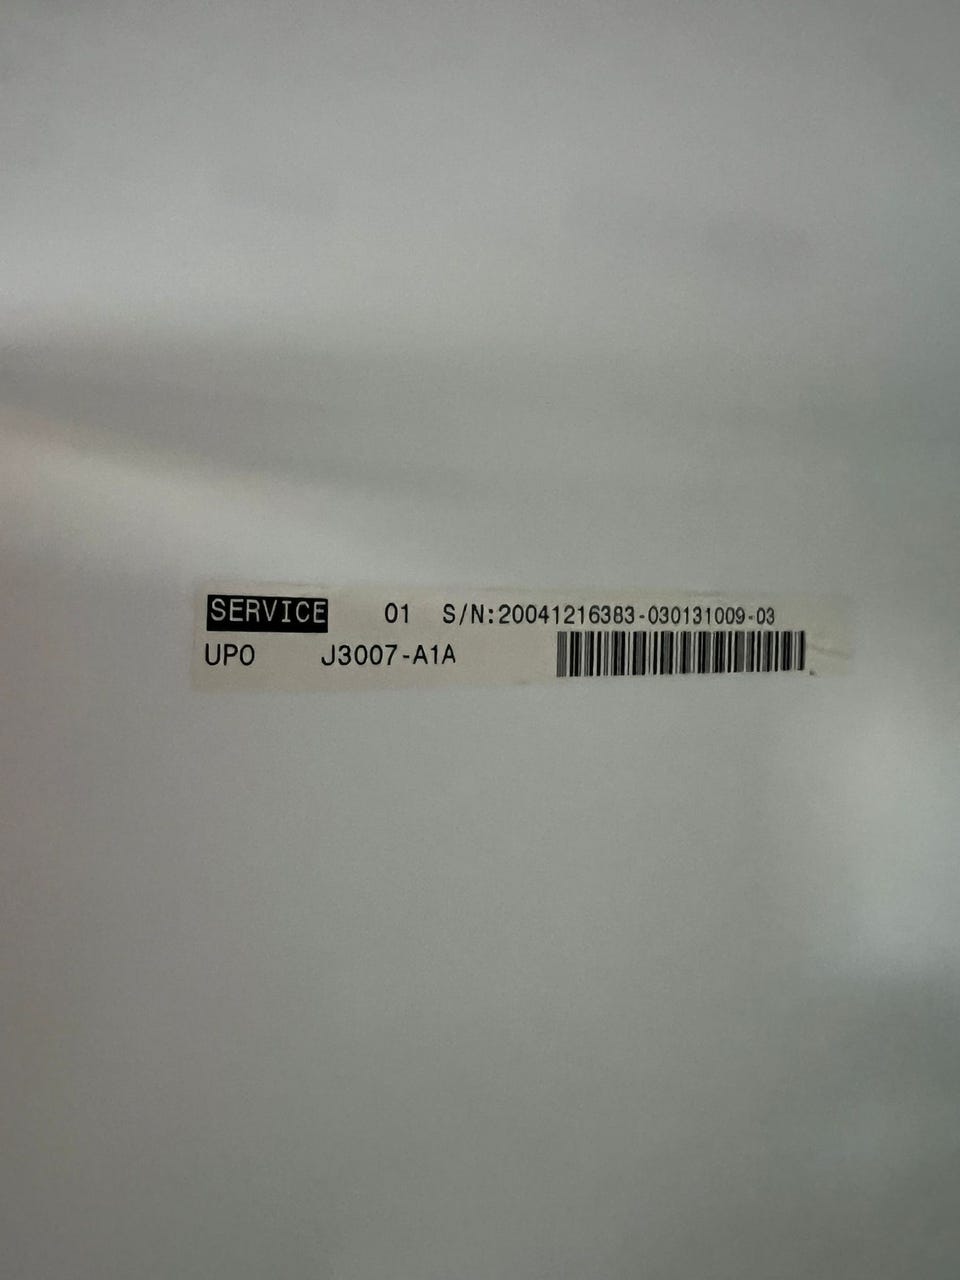 SERVICE 01 S/N:20041216383-030131009-03
UPO J3007-A1A